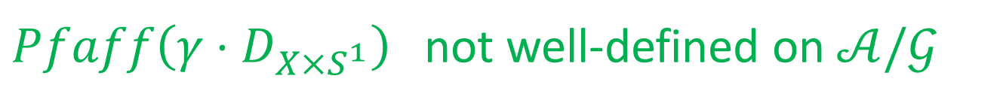 𝑃𝑓𝑎𝑓𝑓(𝛾 ⋅ 𝐷_{𝑋×𝑆^1}) not well-defined on 𝒜/𝒢